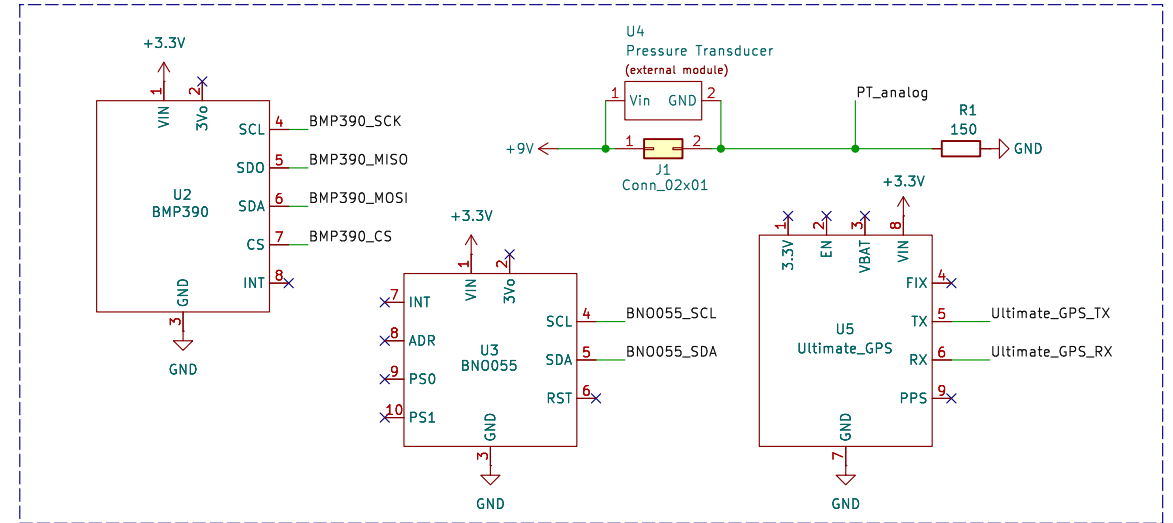 +3.3V
1
2
VIN
3Vo
SCL
4
BMP390_SCK
SDO
5
BMP390_MISO
U2
BMP390
SDA
6
BMP390_MOSI
CS
7
BMP390_CS
INT
8
GND
3
GND
U4
Pressure Transducer
(external module)
1
Vin
GND
2
+9V
1
2
J1
Conn_02x01
PT_analog
R1
150
GND
+3.3V
1
2
VIN
3Vo
7
INT
8
ADR
9
PS0
10
PS1
SCL
4
BNO055_SCL
U3
BNO055
SDA
5
BNO055_SDA
RST
6
GND
3
GND
+3.3V
1
2
3
8
3.3V
EN
VBAT
VIN
FIX
4
TX
5
Ultimate_GPS_TX
U5
Ultimate_GPS
RX
6
Ultimate_GPS_RX
PPS
9
GND
7
GND